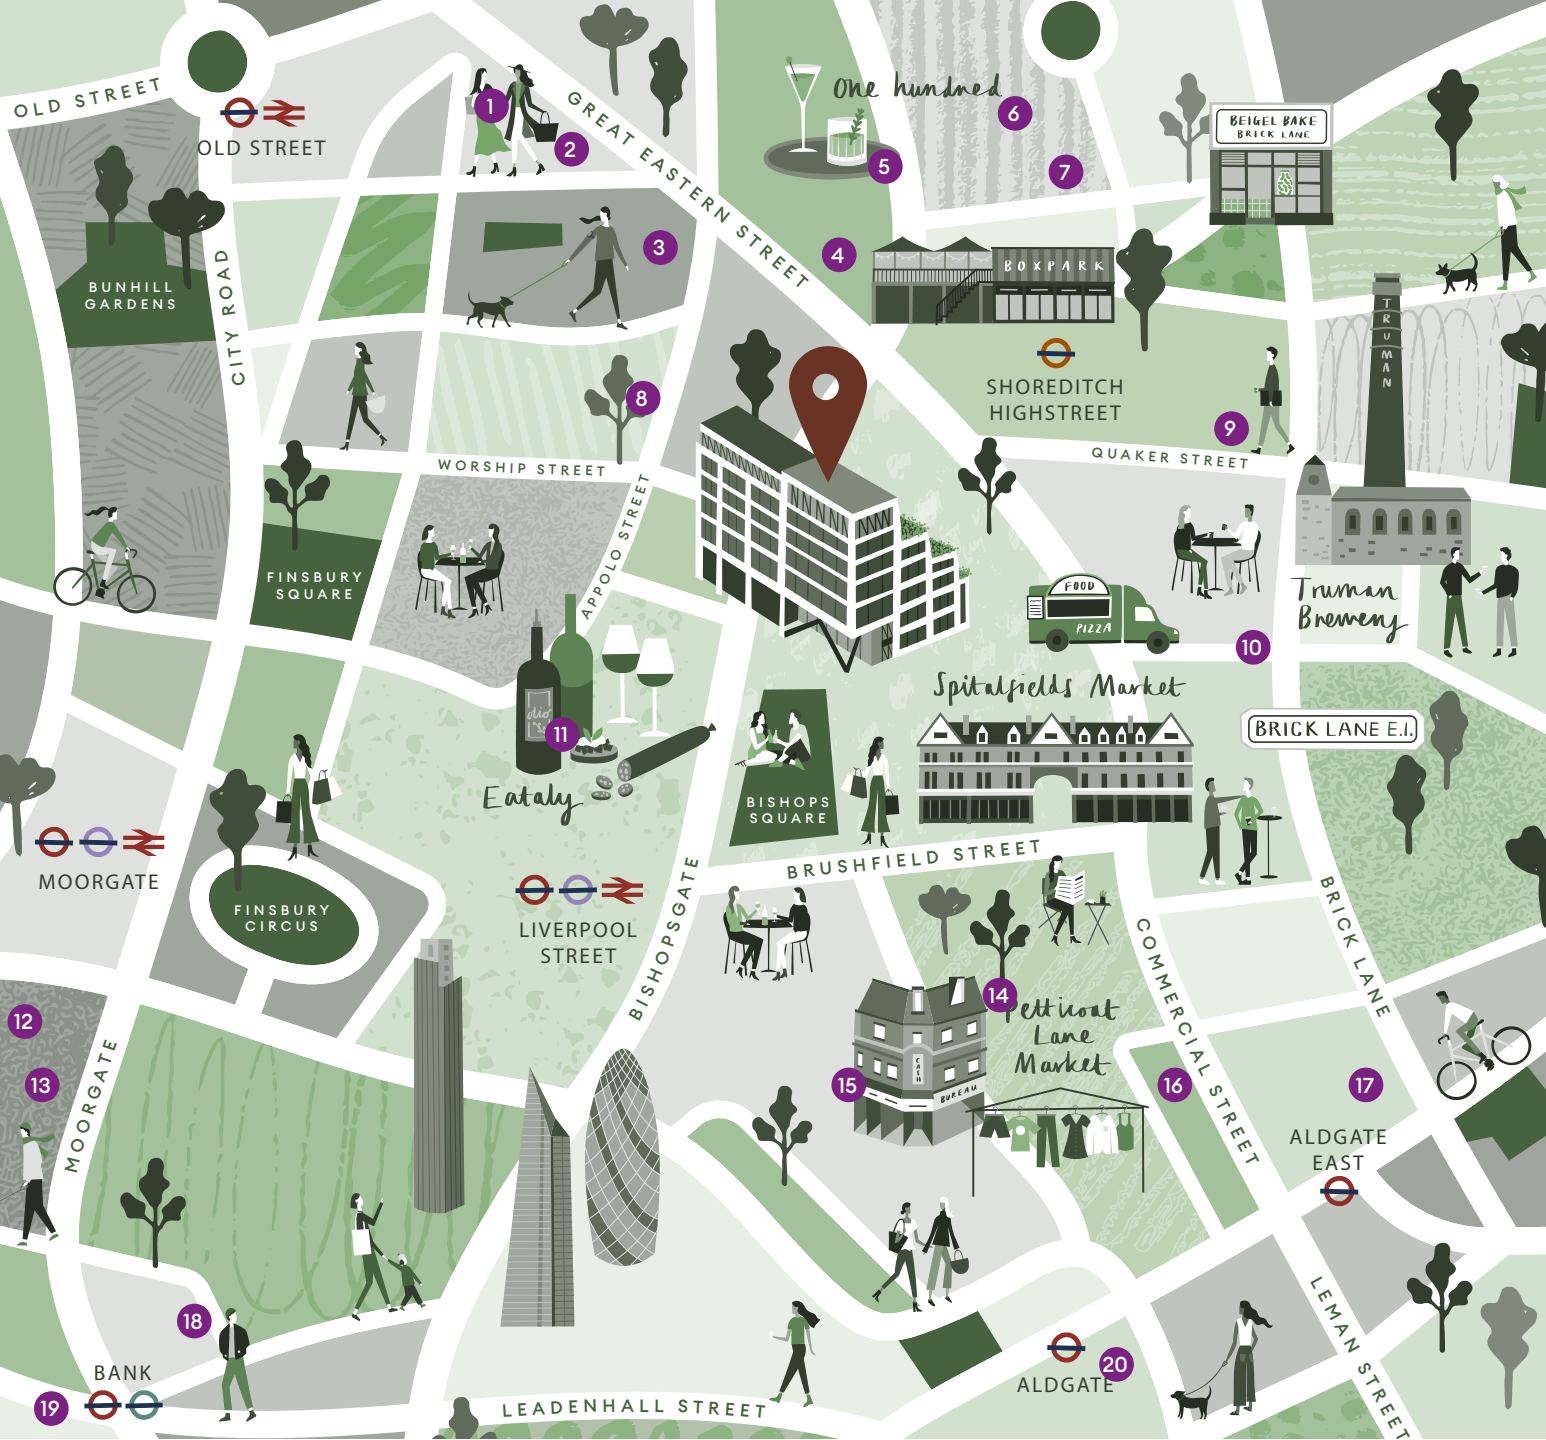 OLD STREET
OLD STREET
1
2
GREAT EASTERN STREET
One hundred
6
5
7
BEIGEL BAKE
BRICK LANE
3
4
BOXPARK
CITY ROAD
BUNHILL
GARDENS
TRUMAN
SHOREDITCH
HIGHSTREET
8
9
QUAKER STREET
WORSHIP STREET
APPOLO STREET
FINSBURY
SQUARE
FOOD
PIZZA
Truman
Brewery
10
Spitalfields Market
olio
11
BRICK LANE E.I.
Eataly
BISHOPS
SQUARE
MOORGATE
BRUSHFIELD STREET
FINSBURY
CIRCUS
LIVERPOOL
STREET
BISHOPSGATE
COMMERCIAL STREET
BRICK LANE
12
13
MOORGATE
14
Petticoat
Lane
Market
CASH
BUREAU
15
16
17
ALDGATE
EAST
18
BANK
19
LEMAN STREET
20
ALDGATE
LEADENHALL STREET